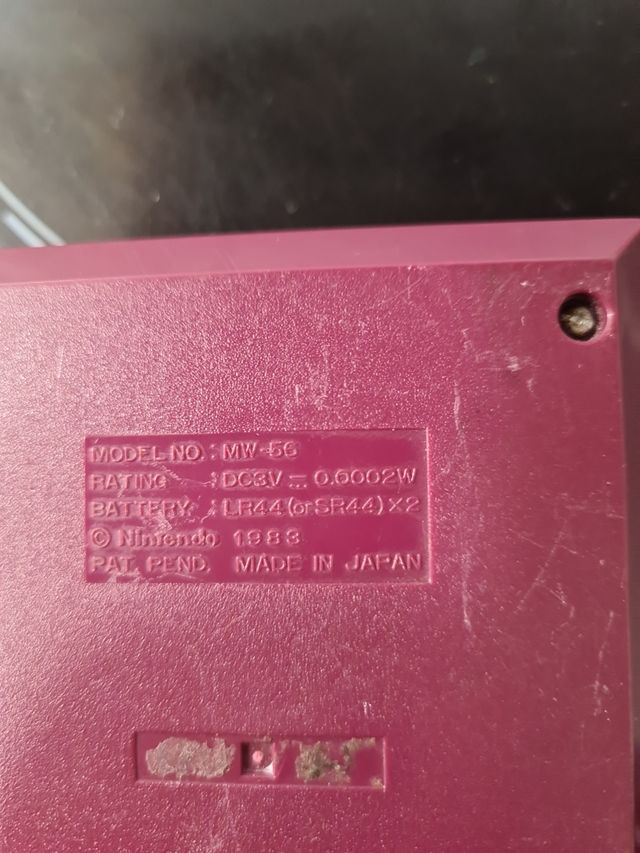 MODEL NO. : MW-56
RATING : DC3V ⎓ 0.0002W
BATTERY : LR44 (or SR44) X2
© Nintendo 1983
PAT. PEND. MADE IN JAPAN